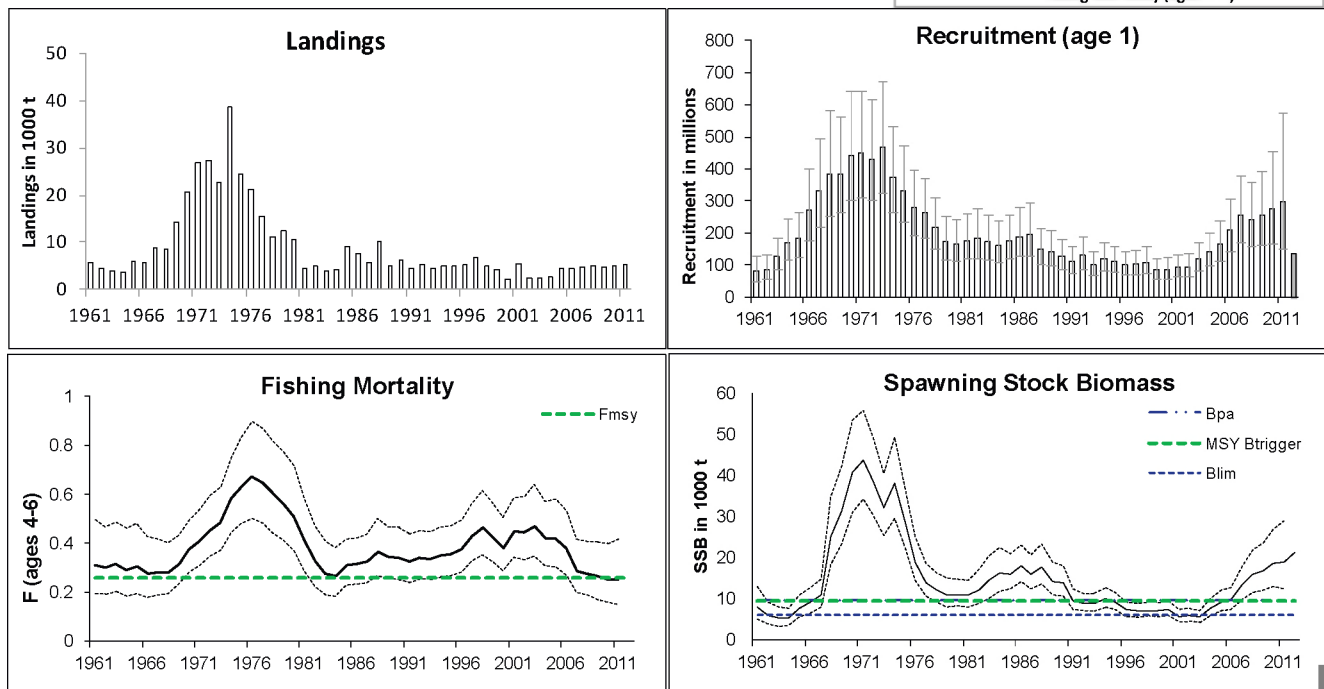 Landings
50
40
30
20
10
0
Landings in 1000 t
1961 1966 1971 1976 1981 1986 1991 1996 2001 2006 2011
Recruitment (age 1)
800
700
600
500
400
300
200
100
0
Recruitment in millions
1961 1966 1971 1976 1981 1986 1991 1996 2001 2006 2011
Fishing Mortality
1
0.8
0.6
0.4
0.2
0
F (ages 4-6)
Fmsy
1961 1966 1971 1976 1981 1986 1991 1996 2001 2006 2011
Spawning Stock Biomass
60
50
40
30
20
10
0
SSB in 1000 t
Bpa
MSY Btrigger
Blim
1961 1966 1971 1976 1981 1986 1991 1996 2001 2006 2011